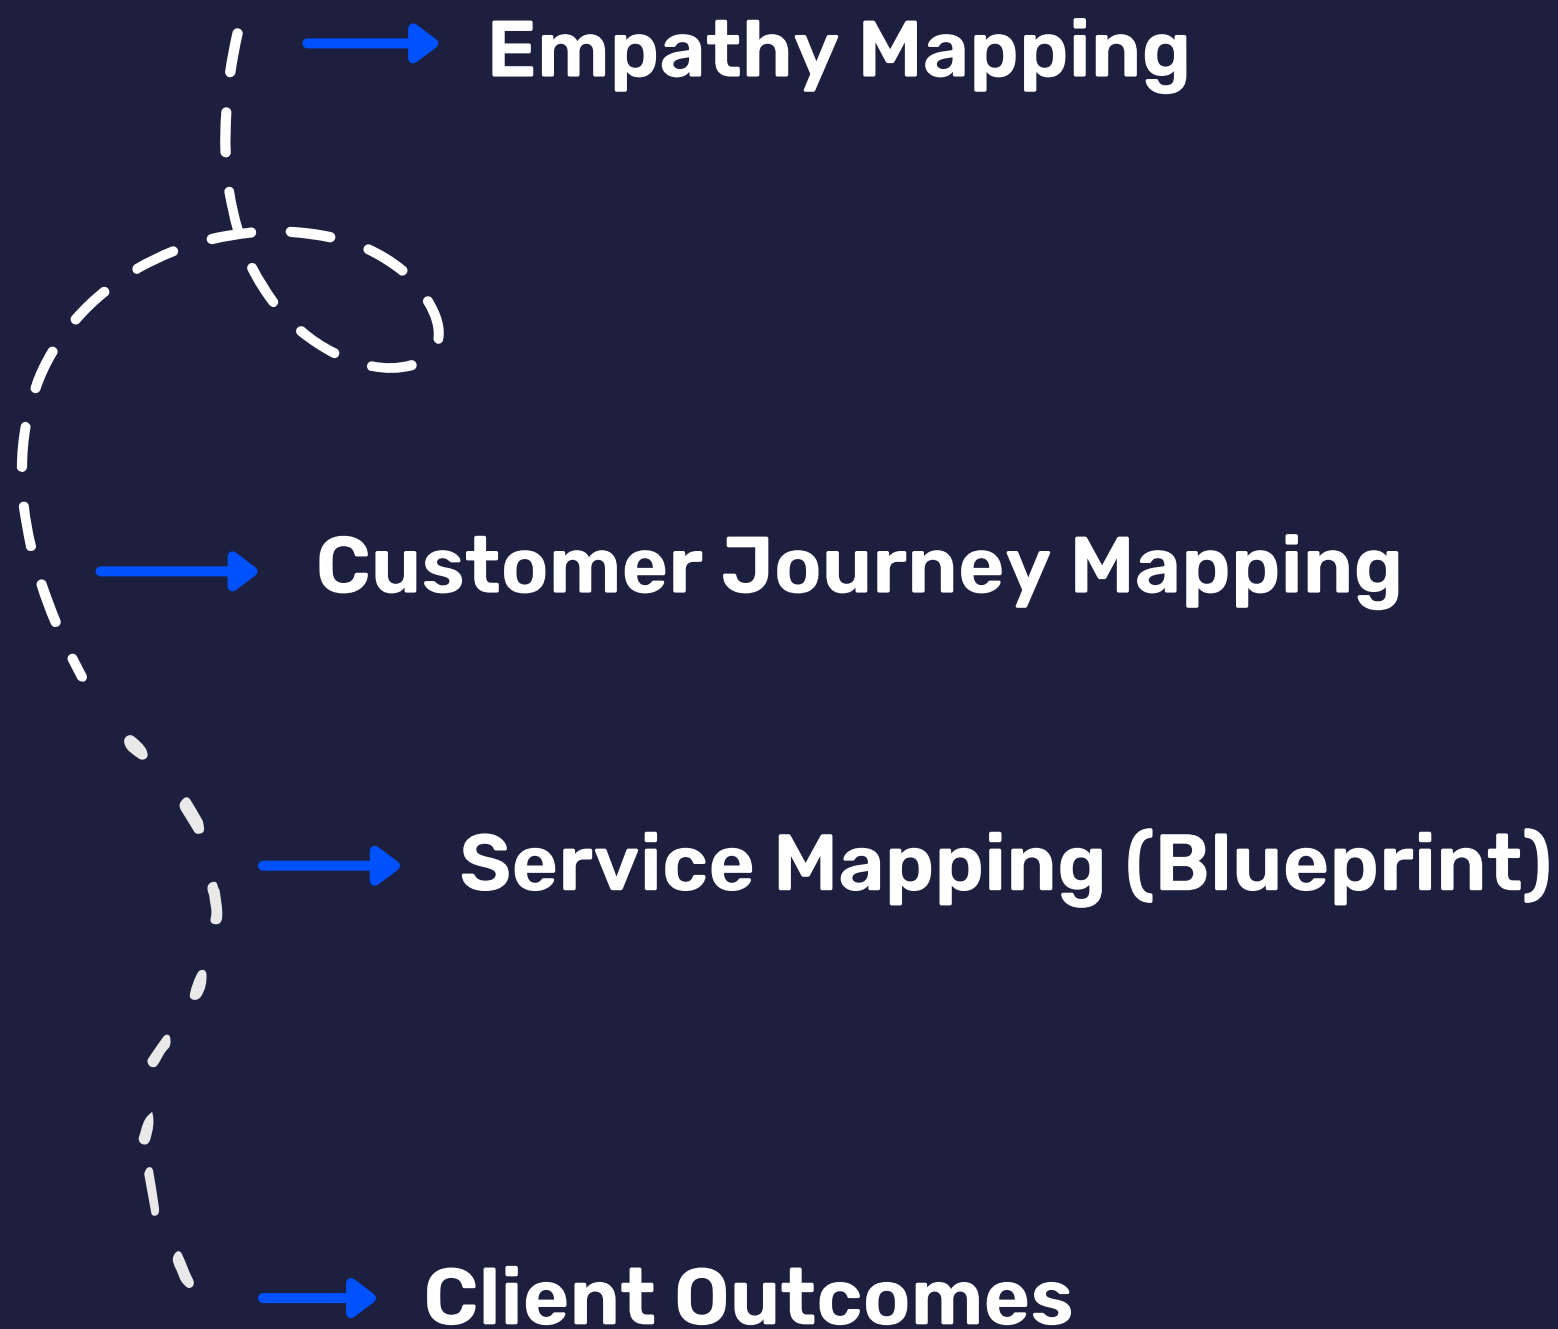 Empathy Mapping
Customer Journey Mapping
Service Mapping (Blueprint)
Client Outcomes